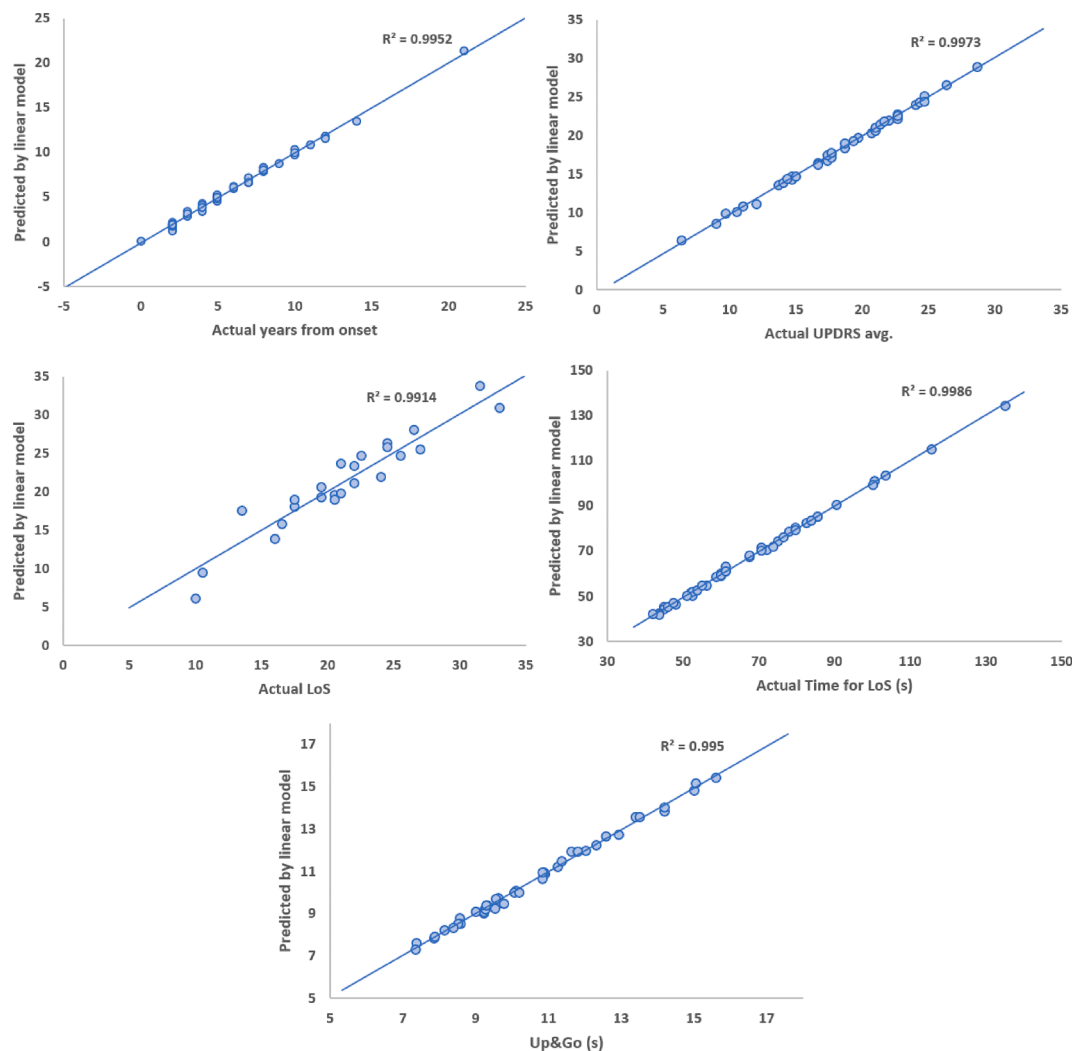 25
20
15
10
5
0
-5
-5 0 5 10 15 20 25
Predicted by linear model
Actual years from onset
R² = 0.9952
35
30
25
20
15
10
5
0
0 5 10 15 20 25 30 35
Predicted by linear model
Actual UPDRS avg.
R² = 0.9973
35
30
25
20
15
10
5
0
0 5 10 15 20 25 30 35
Predicted by linear model
Actual LoS
R² = 0.9914
150
130
110
90
70
50
30
30 50 70 90 110 130 150
Predicted by linear model
Actual Time for LoS (s)
R² = 0.9986
17
15
13
11
9
7
5
5 7 9 11 13 15 17
Predicted by linear model
Up&Go (s)
R² = 0.995